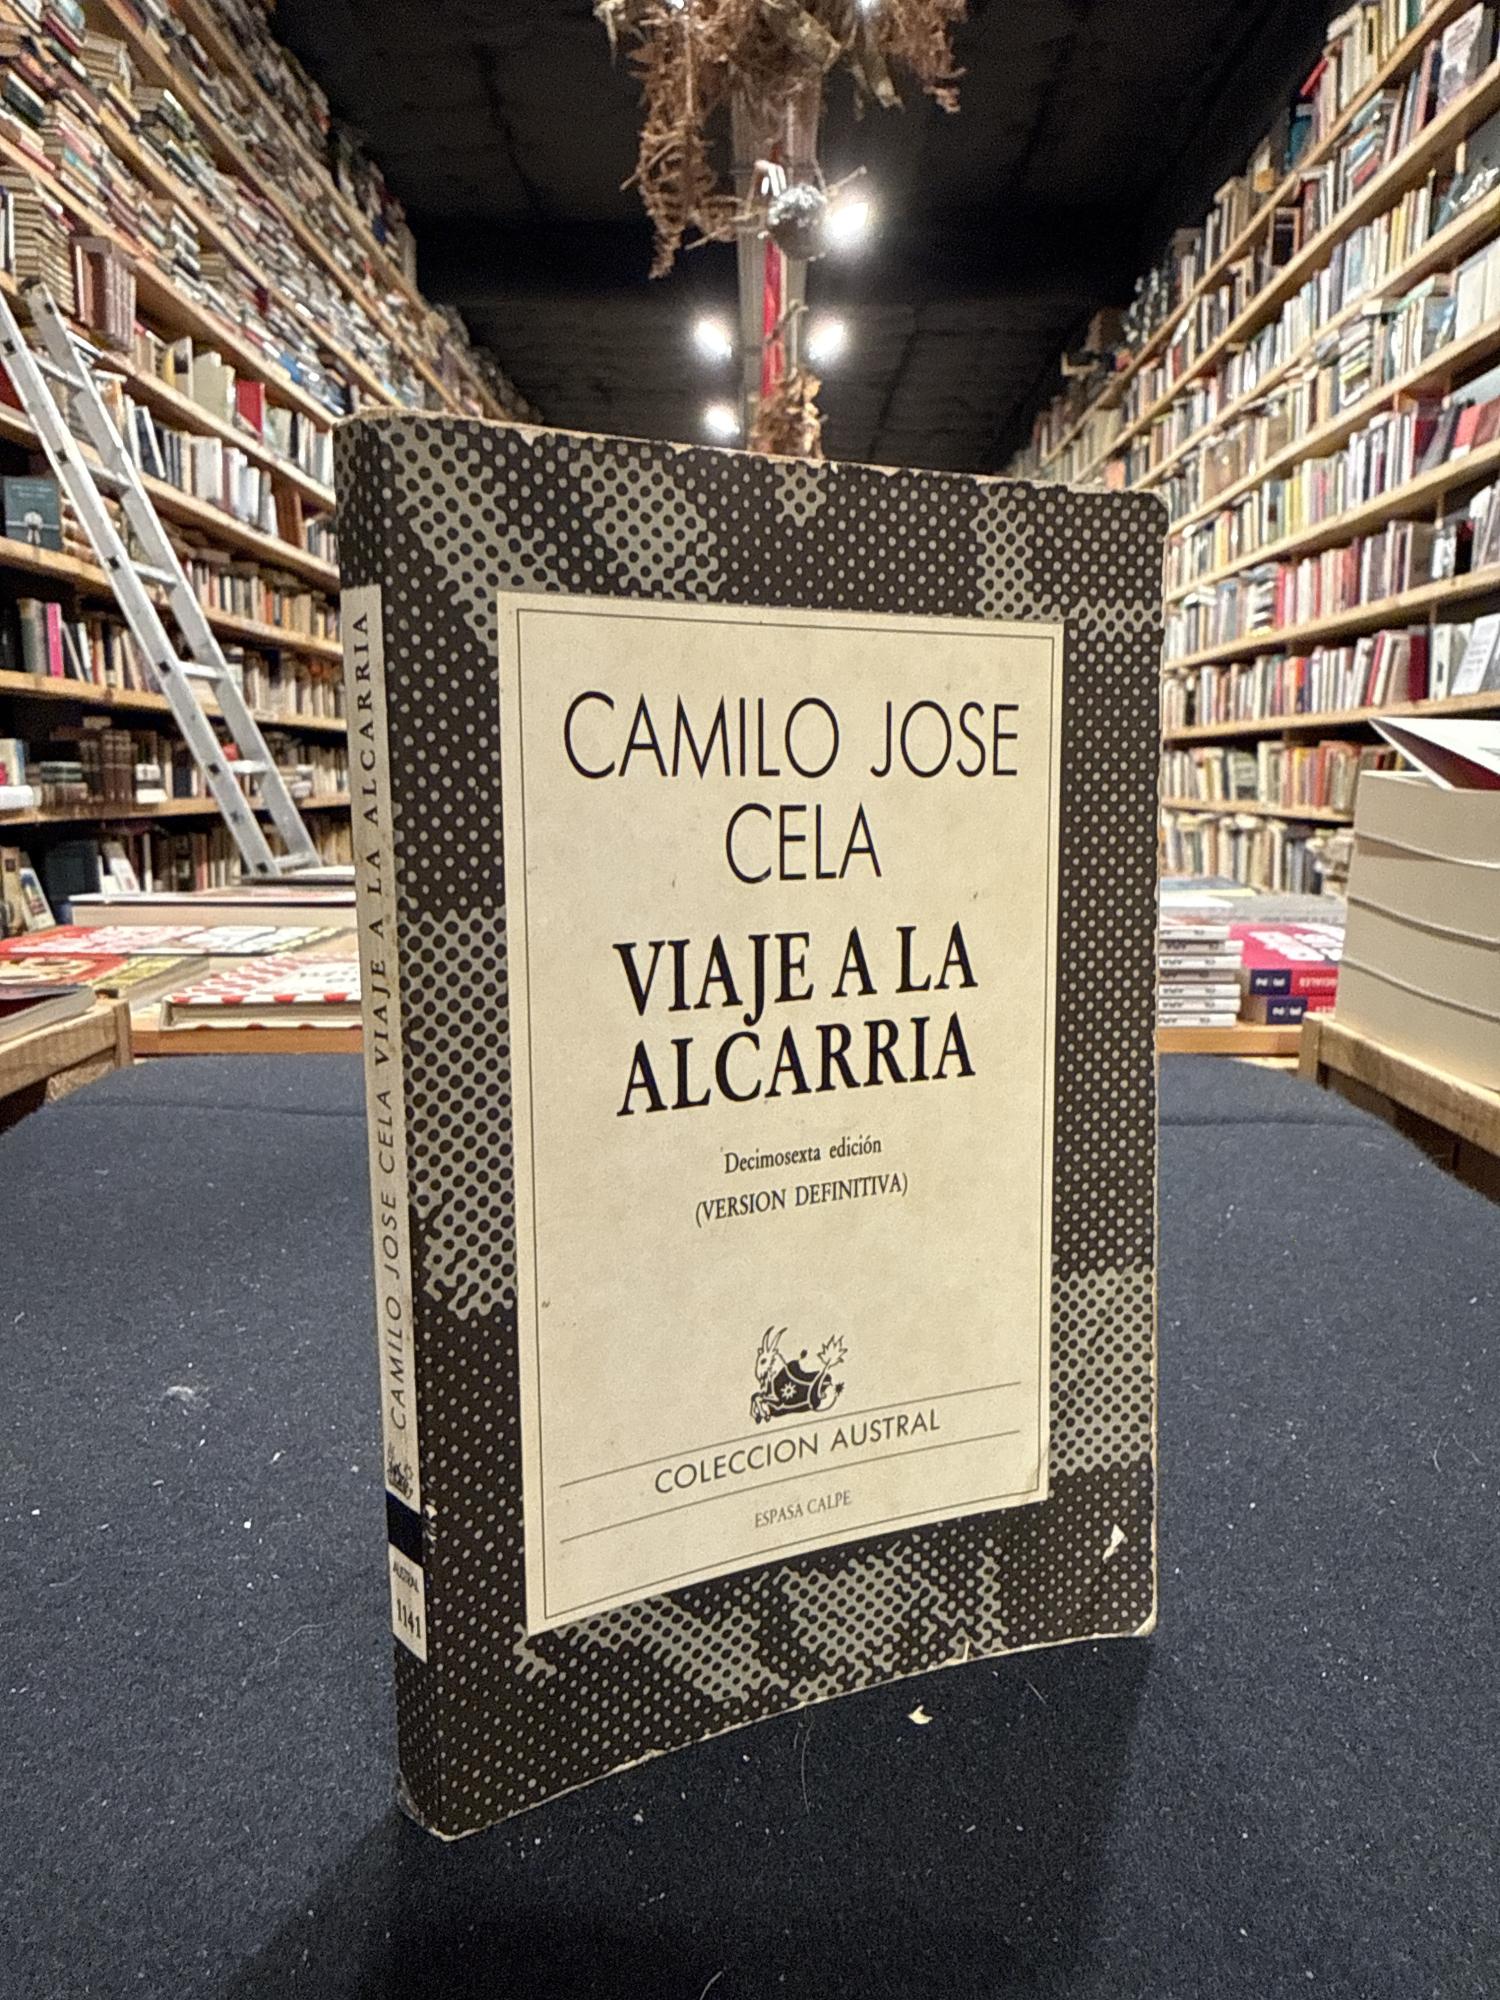 CAMILO JOSE
CELA
VIAJE A LA
ALCARRIA
Decimosexta edición
(VERSION DEFINITIVA)
COLECCION AUSTRAL
ESPASA CALPE
CAMILO JOSE CELA VIAJE A LA ALCARRIA
AUSTRAL
1141